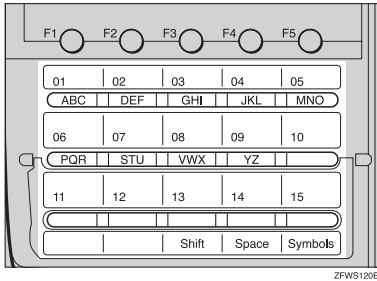 F1 F2 F3 F4 F5
01 02 03 04 05
ABC DEF GHI JKL MNO
06 07 08 09 10
PQR STU VWX YZ
11 12 13 14 15
Shift Space Symbols
ZFWS120E